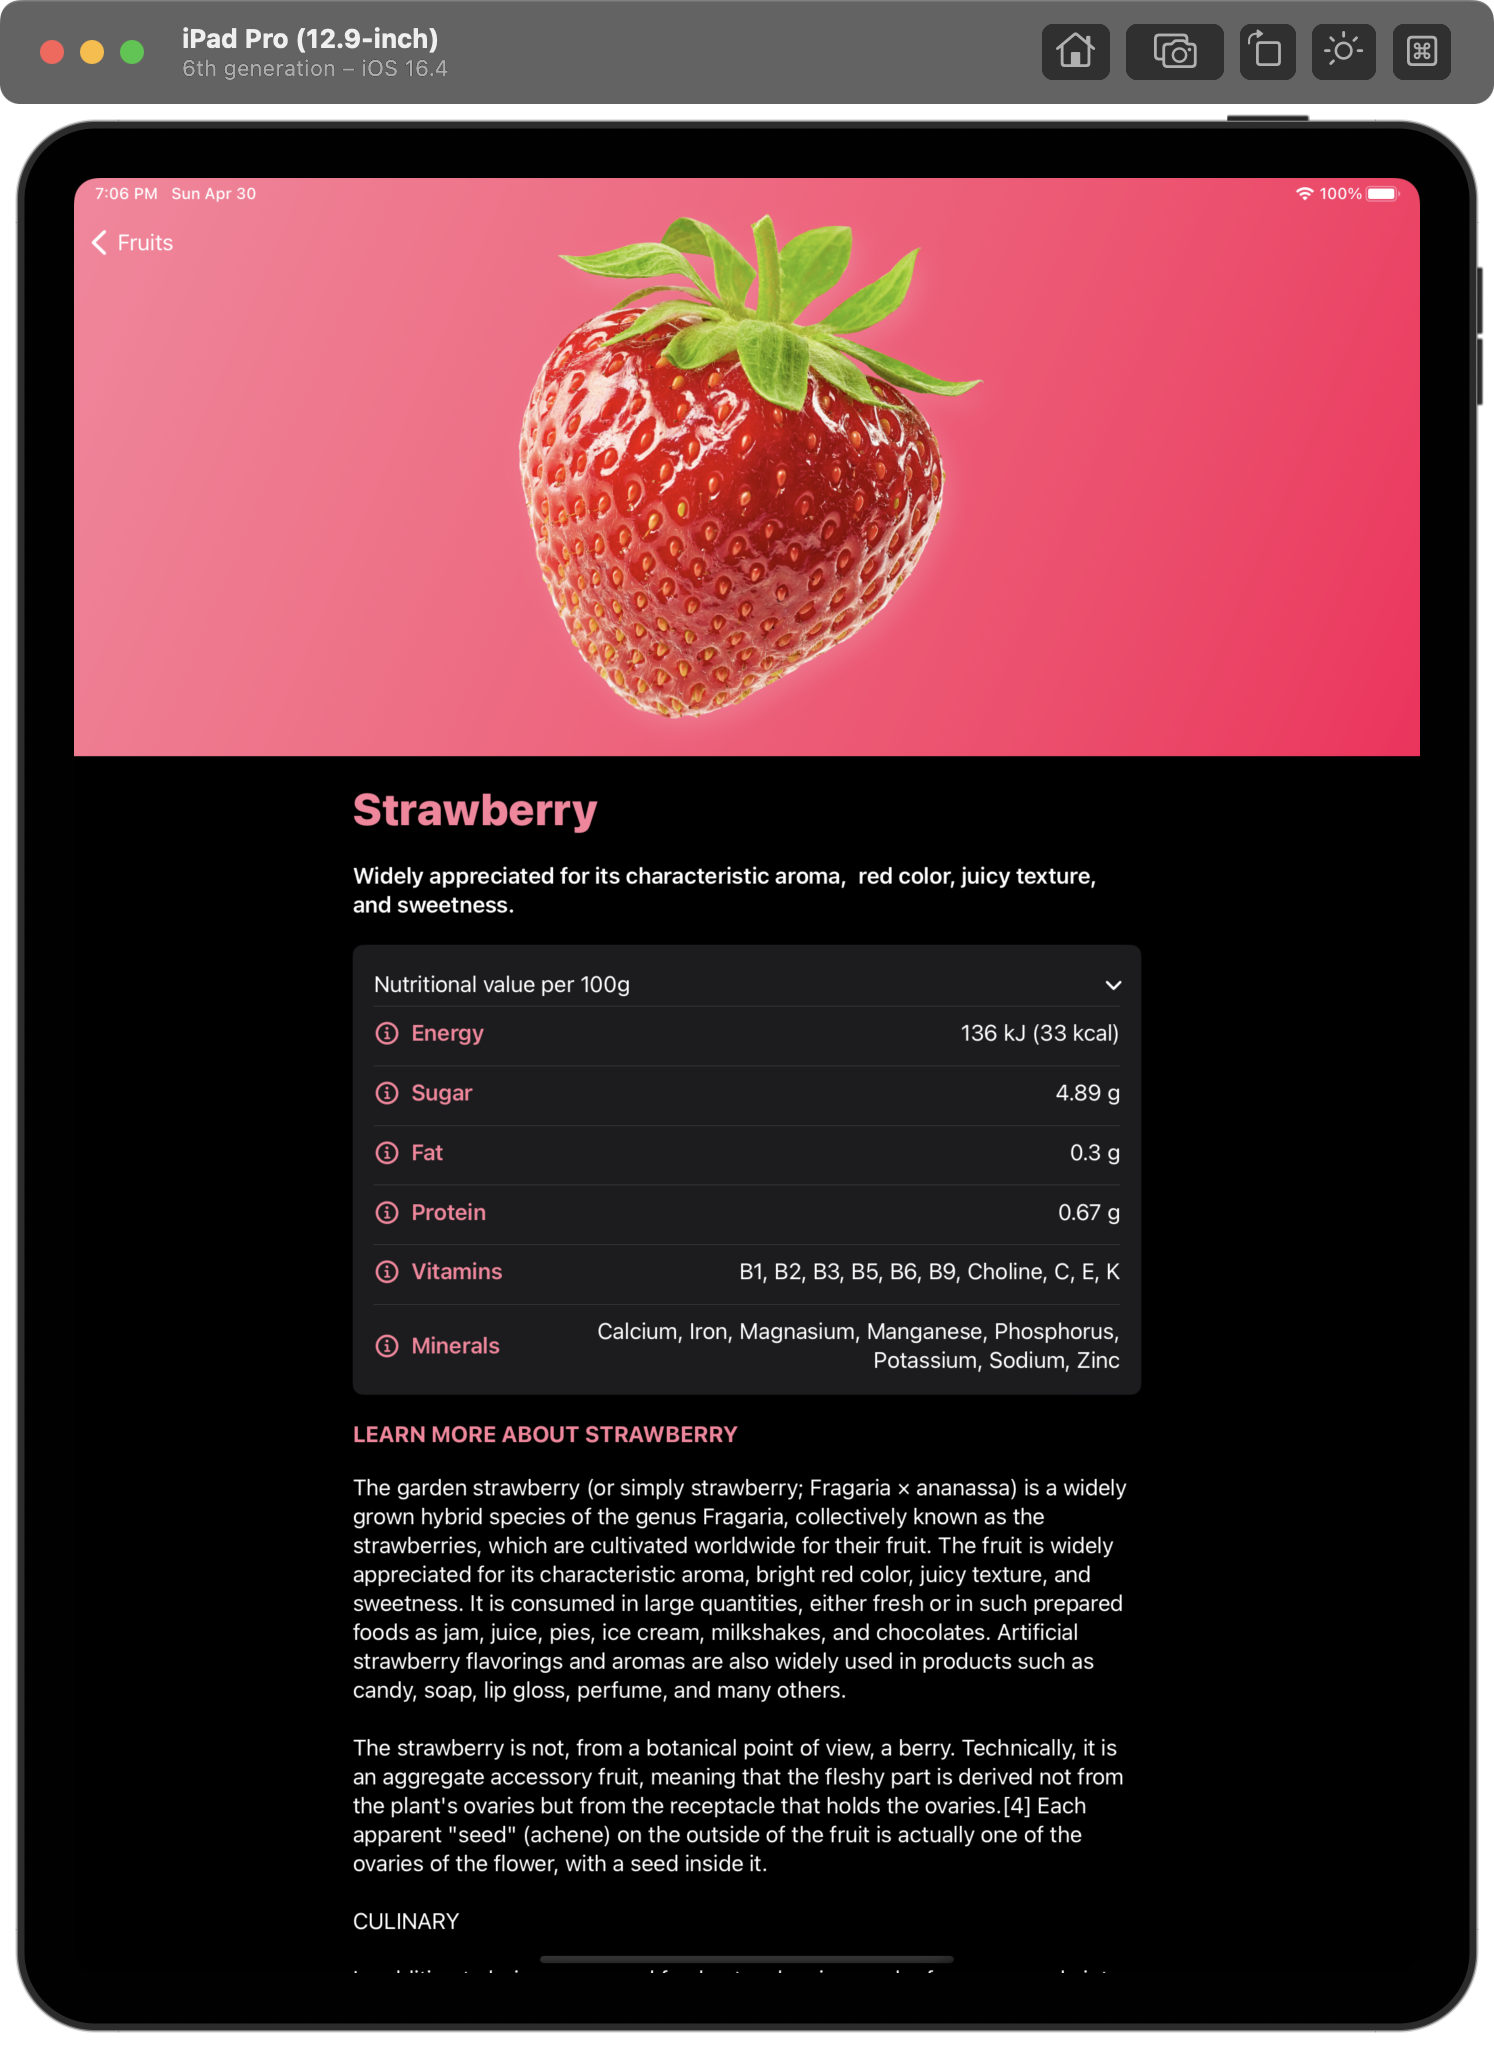 iPad Pro (12.9-inch)
6th generation – iOS 16.4
7:06 PM Sun Apr 30
100%
Fruits
Strawberry
Widely appreciated for its characteristic aroma,  red color, juicy texture,
and sweetness.
Nutritional value per 100g
Energy 136 kJ (33 kcal)
Sugar 4.89 g
Fat 0.3 g
Protein 0.67 g
Vitamins B1, B2, B3, B5, B6, B9, Choline, C, E, K
Minerals Calcium, Iron, Magnasium, Manganese, Phosphorus,
Potassium, Sodium, Zinc
LEARN MORE ABOUT STRAWBERRY
The garden strawberry (or simply strawberry; Fragaria × ananassa) is a widely
grown hybrid species of the genus Fragaria, collectively known as the
strawberries, which are cultivated worldwide for their fruit. The fruit is widely
appreciated for its characteristic aroma, bright red color, juicy texture, and
sweetness. It is consumed in large quantities, either fresh or in such prepared
foods as jam, juice, pies, ice cream, milkshakes, and chocolates. Artificial
strawberry flavorings and aromas are also widely used in products such as
candy, soap, lip gloss, perfume, and many others.
The strawberry is not, from a botanical point of view, a berry. Technically, it is
an aggregate accessory fruit, meaning that the fleshy part is derived not from
the plant's ovaries but from the receptacle that holds the ovaries.[4] Each
apparent "seed" (achene) on the outside of the fruit is actually one of the
ovaries of the flower, with a seed inside it.
CULINARY